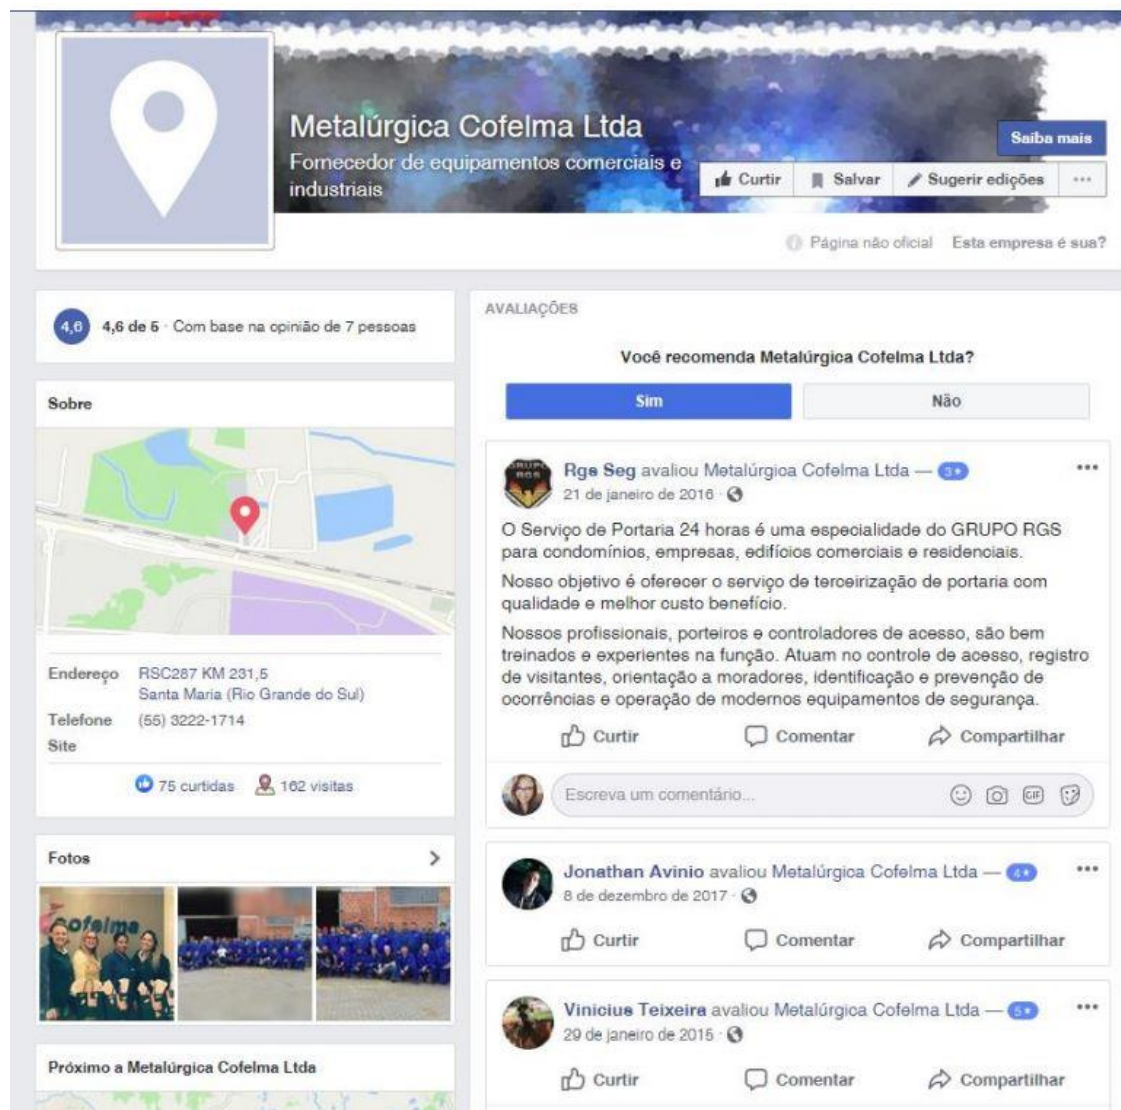 Metalúrgica Cofelma Ltda
Fornecedor de equipamentos comerciais e
industriais
Saiba mais
Curtir Salvar Sugerir edições
Página não oficial Esta empresa é sua?
4,6 4,6 de 5 · Com base na opinião de 7 pessoas
Sobre
Endereço RSC287 KM 231,5
Santa Maria (Rio Grande do Sul)
Telefone (55) 3222-1714
Site
75 curtidas 162 visitas
Fotos
cofelma
Próximo a Metalúrgica Cofelma Ltda
AVALIAÇÕES
Você recomenda Metalúrgica Cofelma Ltda?
Sim Não
GRUPO
RGS
Rgs Seg avaliou Metalúrgica Cofelma Ltda — 3★
21 de janeiro de 2016 ·
O Serviço de Portaria 24 horas é uma especialidade do GRUPO RGS
para condomínios, empresas, edifícios comerciais e residenciais.
Nosso objetivo é oferecer o serviço de terceirização de portaria com
qualidade e melhor custo benefício.
Nossos profissionais, porteiros e controladores de acesso, são bem
treinados e experientes na função. Atuam no controle de acesso, registro
de visitantes, orientação a moradores, identificação e prevenção de
ocorrências e operação de modernos equipamentos de segurança.
Curtir Comentar Compartilhar
Escreva um comentário... GIF
Jonathan Avinio avaliou Metalúrgica Cofelma Ltda — 4★
8 de dezembro de 2017 ·
Curtir Comentar Compartilhar
Vinicius Teixeira avaliou Metalúrgica Cofelma Ltda — 5★
29 de janeiro de 2015 ·
Curtir Comentar Compartilhar